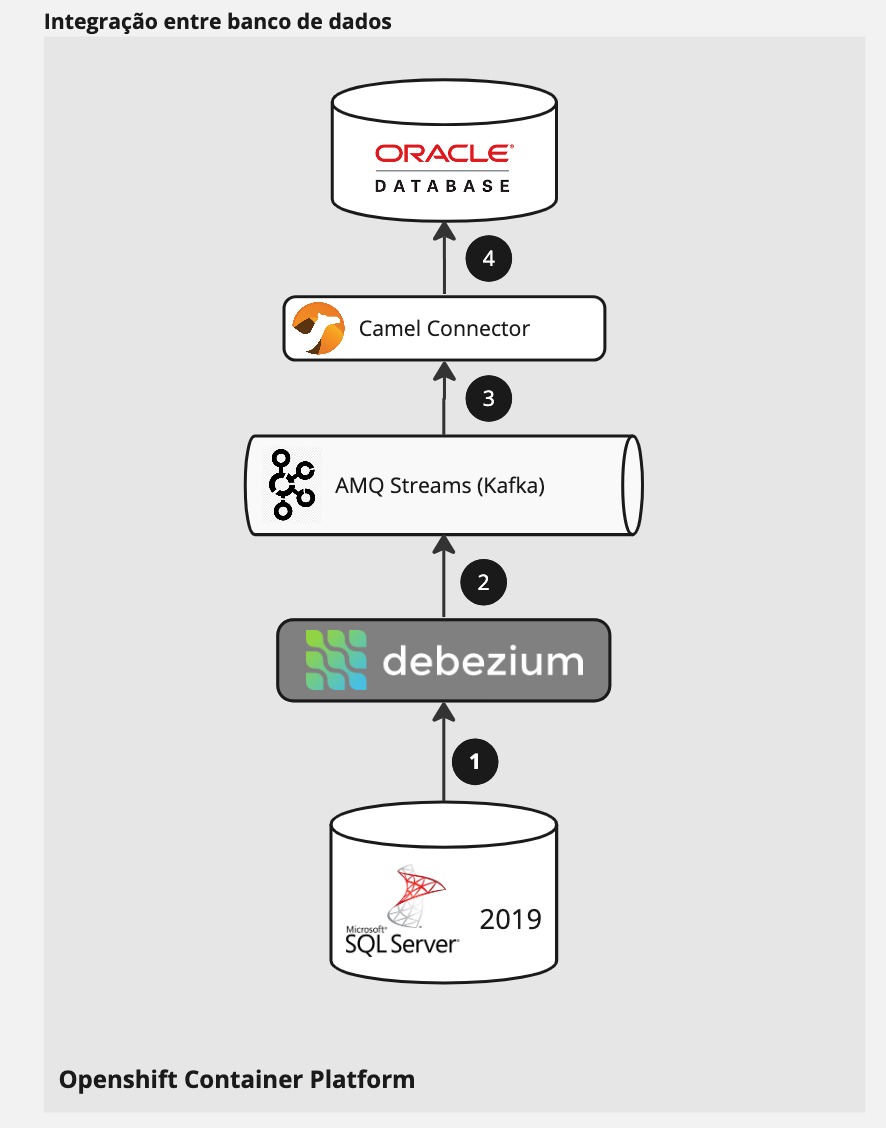 Integração entre banco de dados
ORACLE®
DATABASE
4
Camel Connector
3
AMQ Streams (Kafka)
2
debezium
1
Microsoft®
SQL Server®
2019
Openshift Container Platform